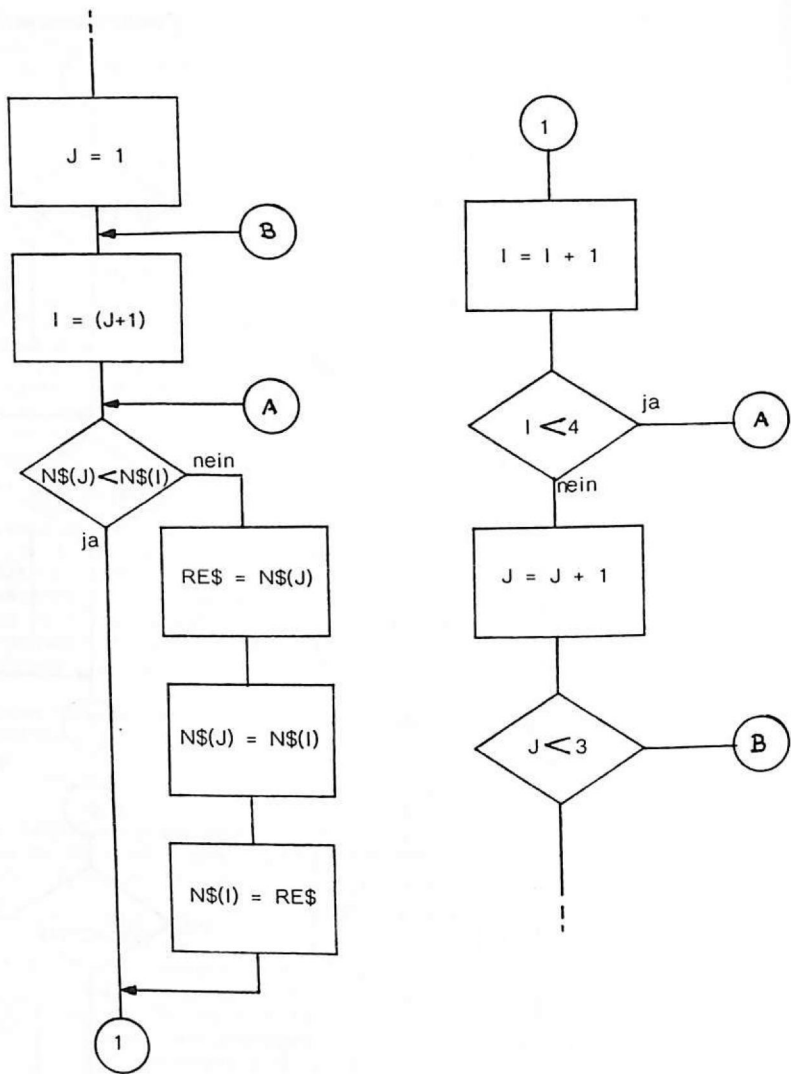 J = 1
B
I = (J+1)
A
N$(J)<N$(I)
nein
ja
RE$ = N$(J)
N$(J) = N$(I)
N$(I) = RE$
1
1
I = I + 1
I <4
ja
A
nein
J = J + 1
J <3
B